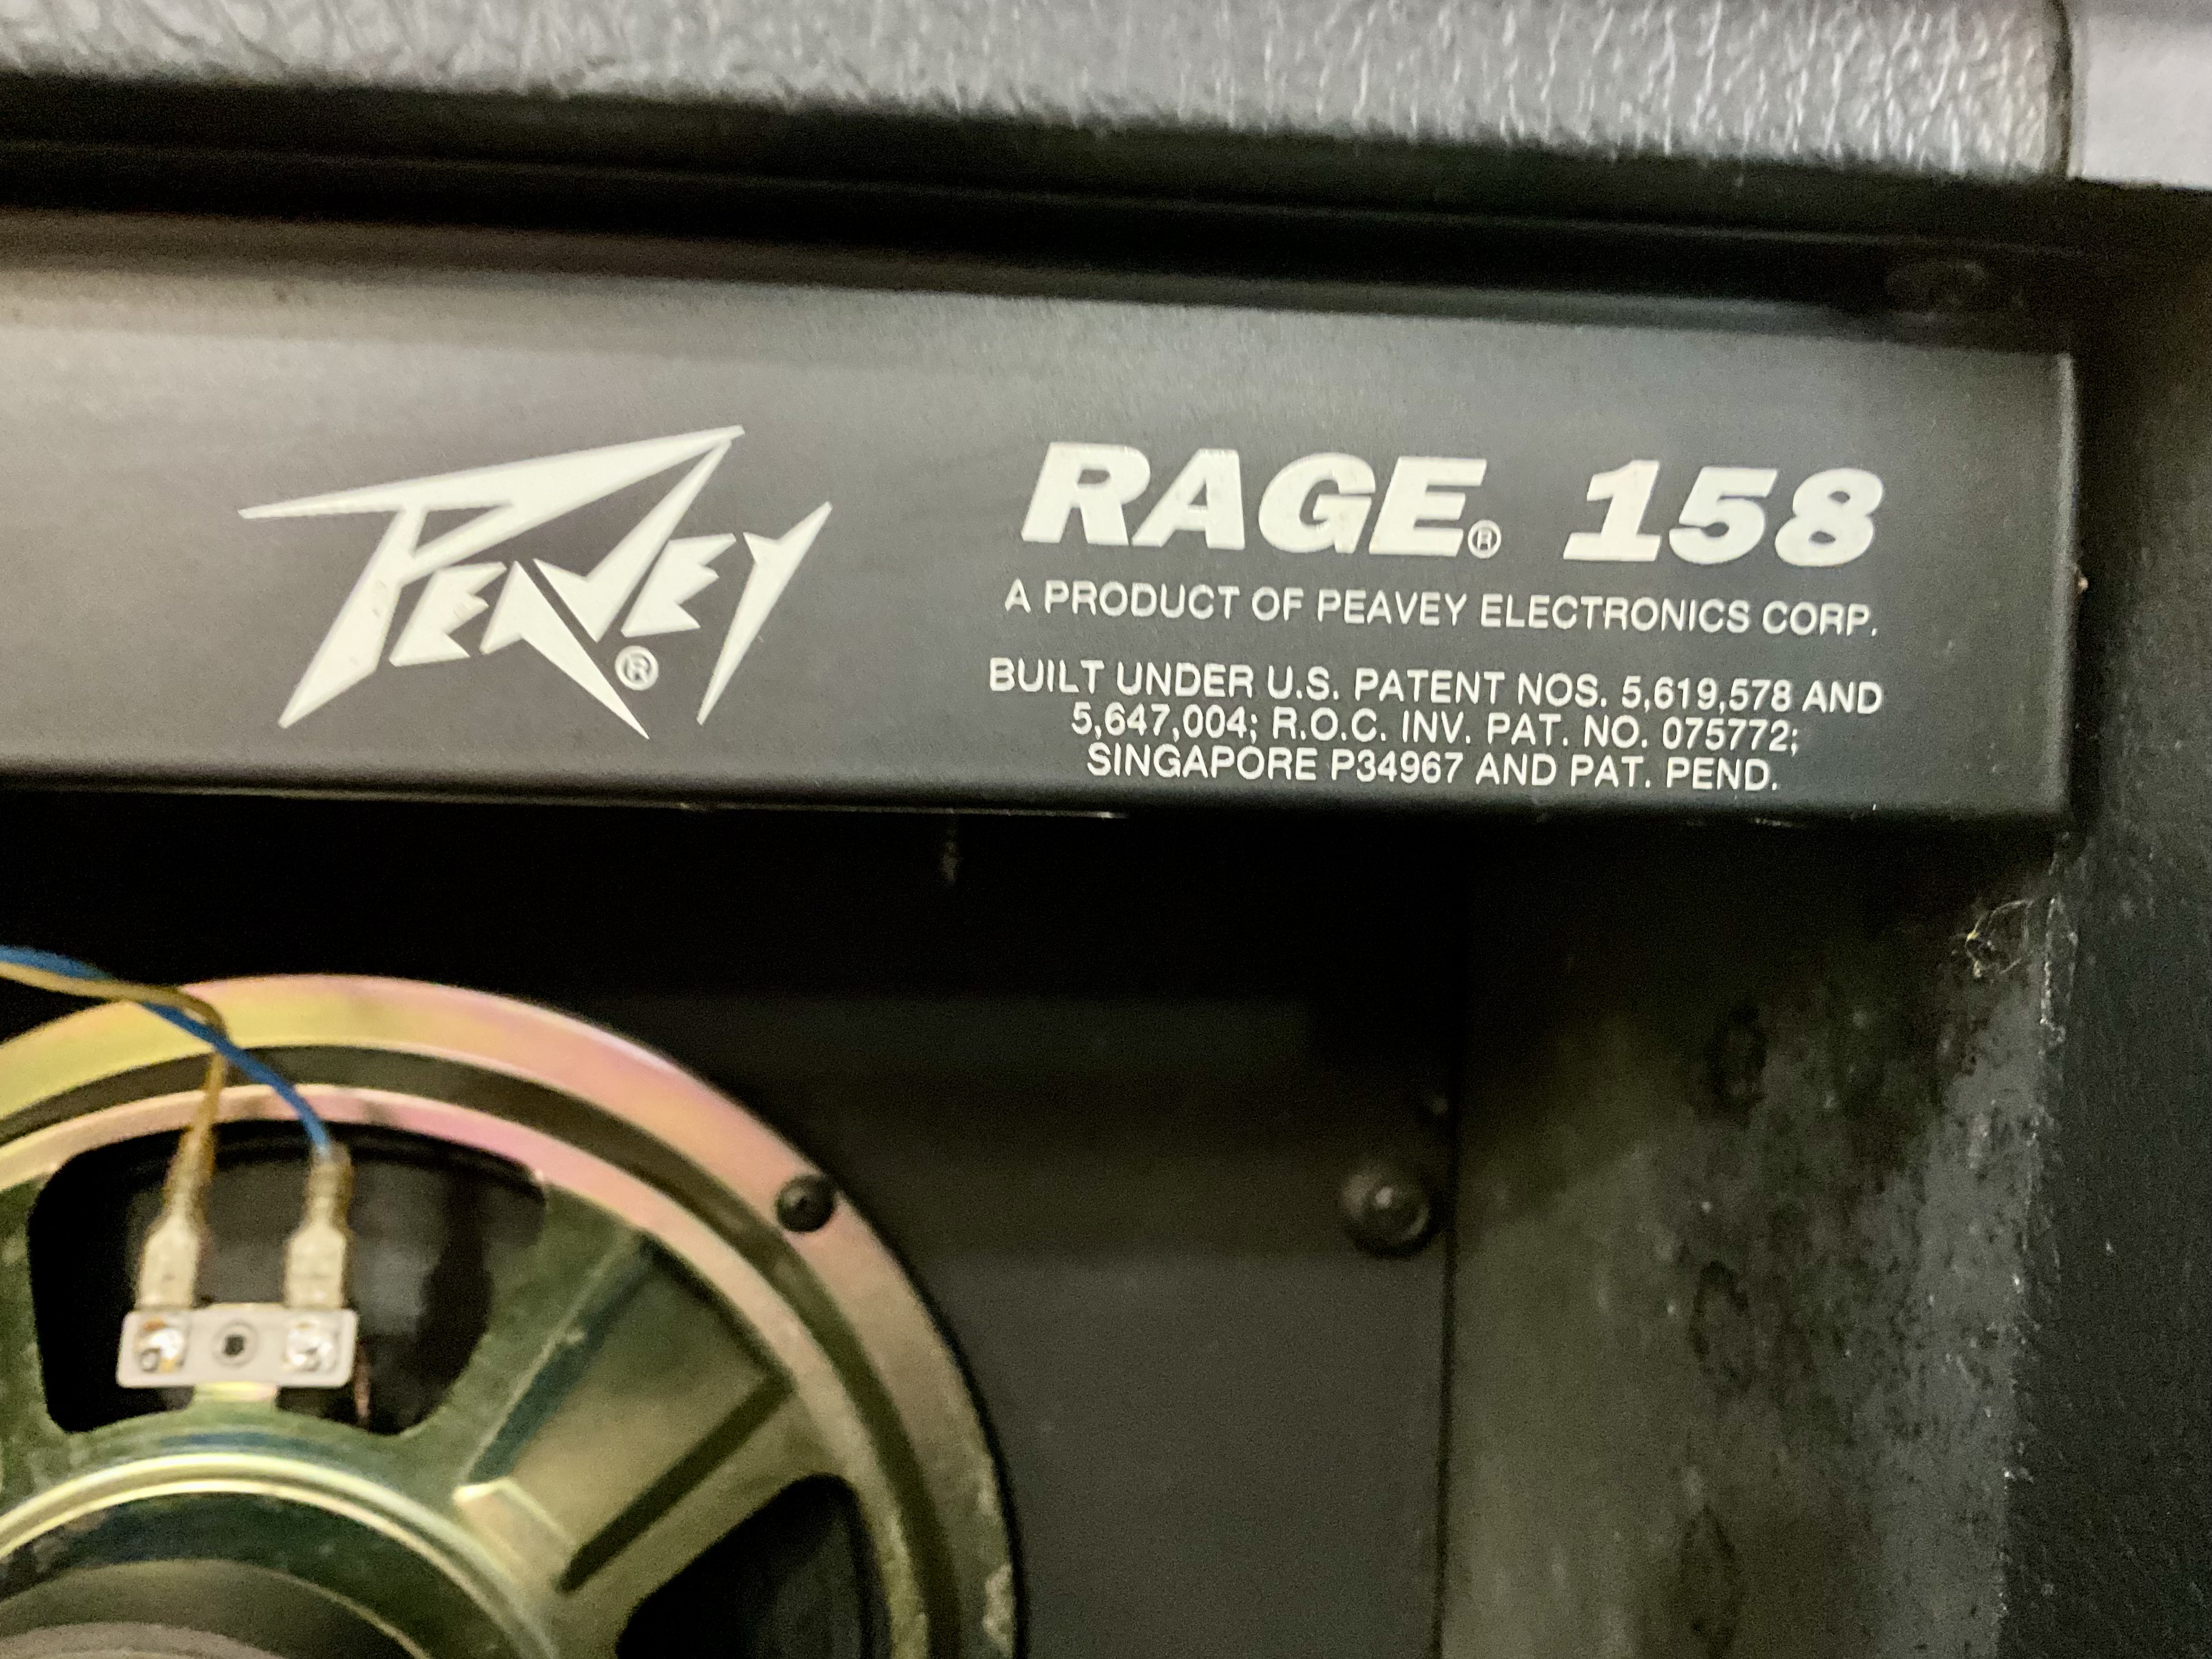 PEAVEY®
RAGE® 158
A PRODUCT OF PEAVEY ELECTRONICS CORP.
BUILT UNDER U.S. PATENT NOS. 5,619,578 AND
5,647,004; R.O.C. INV. PAT. NO. 075772;
SINGAPORE P34967 AND PAT. PEND.